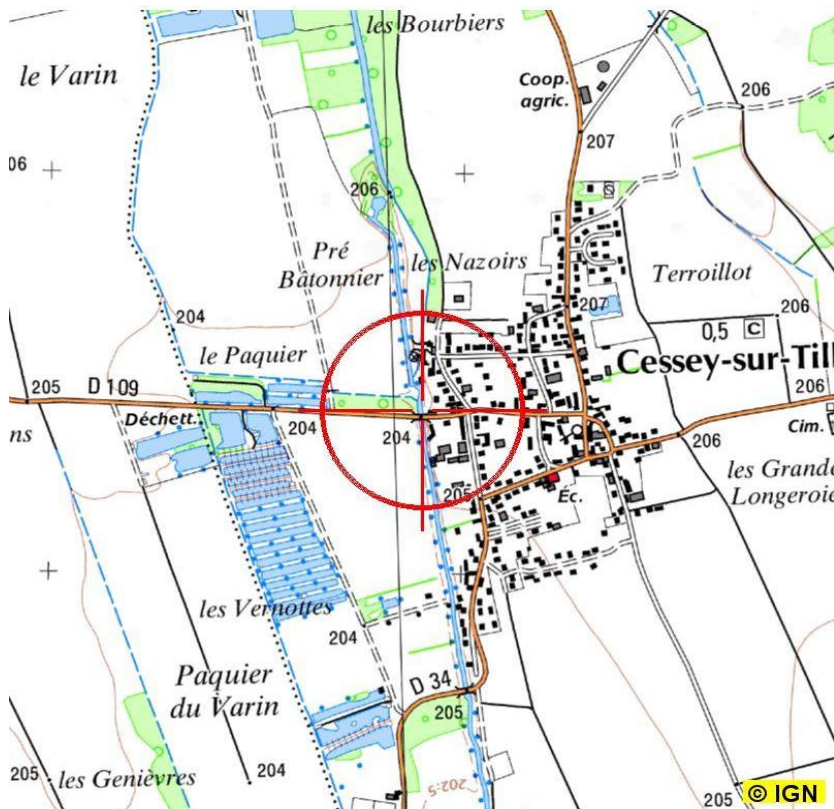 les Bourbiers
le Varin
Coop.
agric.
206
207
06
206
Pré
Bâtonnier
les Nazoirs
Terroillot
207
204
206
0,5 C
le Paquier
Cessey-sur-Till
205
D 109
206
Déchett.
204
204
Cim.
ns
206
205
les Grande
Longeroie
Éc.
les Vernottes
204
Paquier
du Varin
D 34
205
205
les Genièvres
204
202.5
205
© IGN